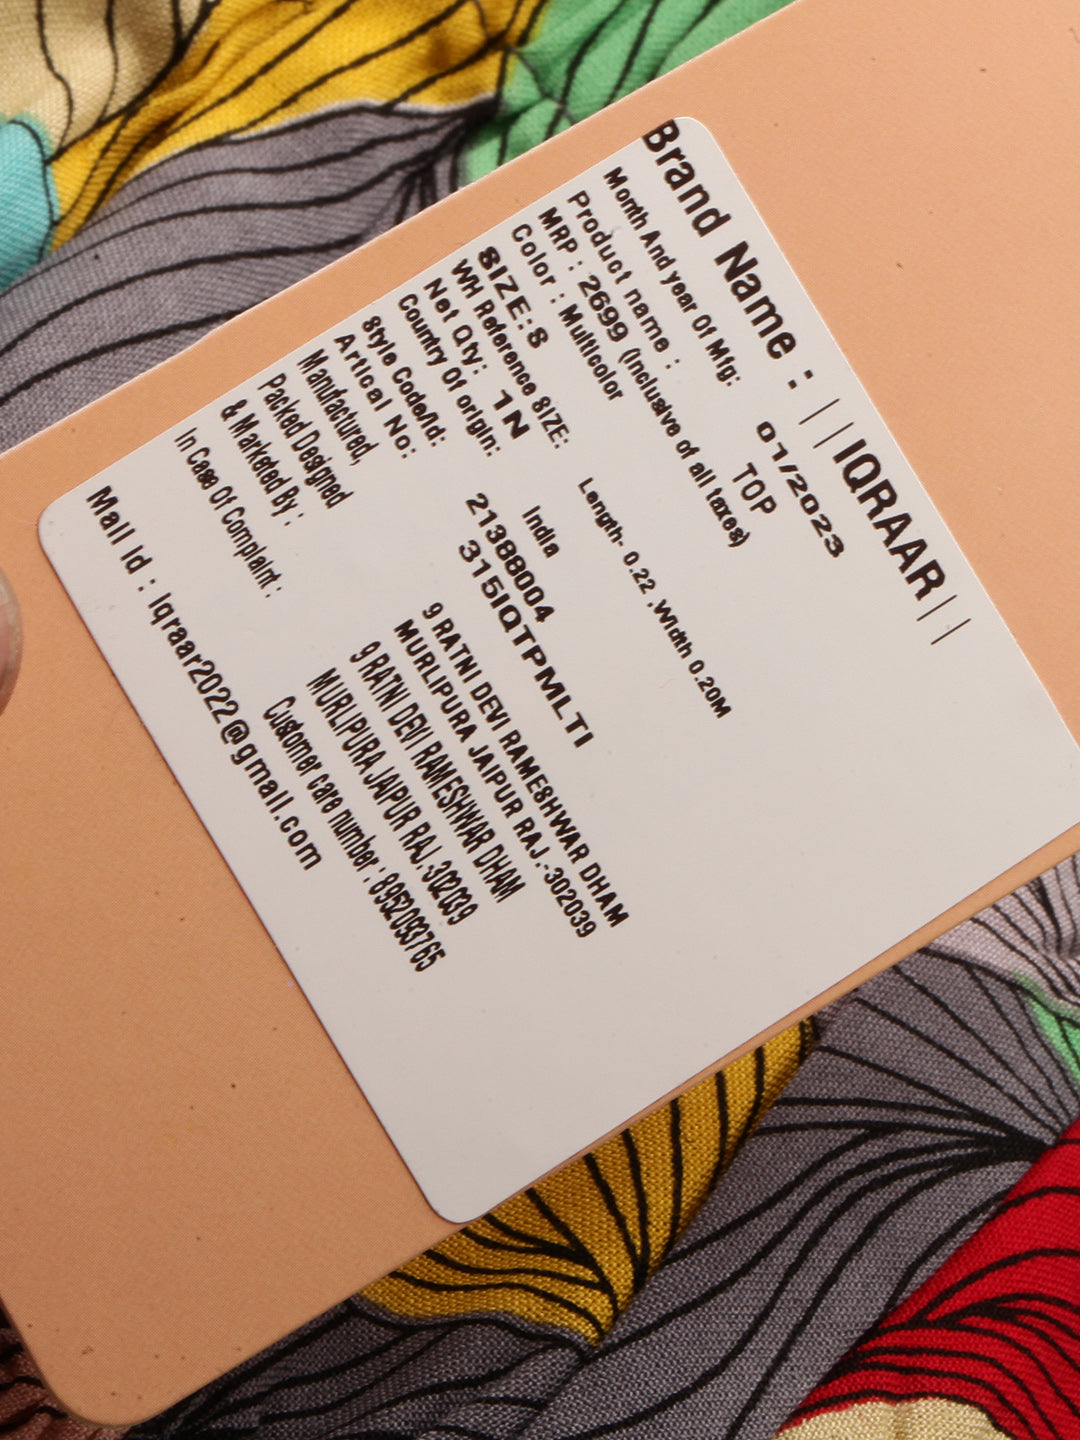 Brand Name : ||IQRAAR||
Month And year Of Mfg: 01/2023
Product name : TOP
MRP : 2699 (Inclusive of all taxes)
Color : Multicolor
SIZE:S
WH Reference SIZE: Length- 0.22 ,Width 0.20M
Net Qty: 1N
Country Of origin: India
Style Code/Id: 21388004
Artical No: 315IQTPMLTI
Manufactured, 9 RATNI DEVI RAMESHWAR DHAM
Packed Designed MURLIPURA JAIPUR RAJ.-302039
& Marketed By : 9 RATNI DEVI RAMESHWAR DHAM
MURLIPURA JAIPUR RAJ.-302039
In Case Of Complaint : Customer care number : 8952093765
Mail Id : iqraar2022@gmail.com